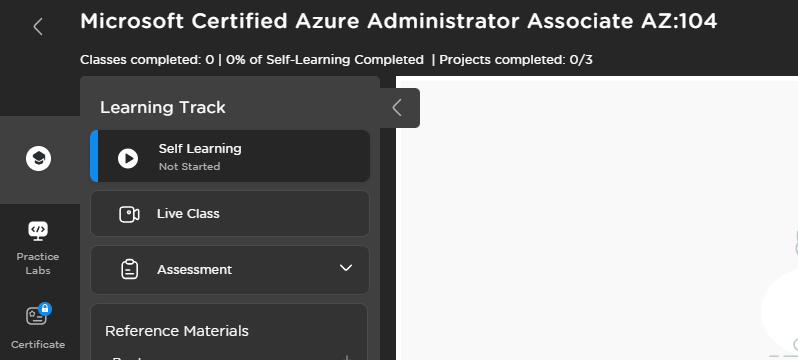 Microsoft Certified Azure Administrator Associate AZ:104
Classes completed: 0 | 0% of Self-Learning Completed | Projects completed: 0/3
Learning Track
Self Learning
Not Started
Live Class
Practice
Labs
Assessment
Certificate
Reference Materials